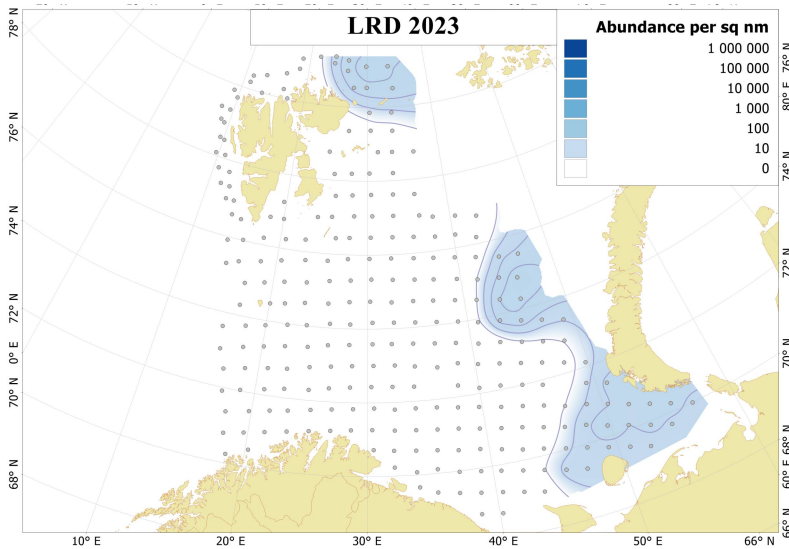 LRD 2023
Abundance per sq nm
1 000 000
100 000
10 000
1 000
100
10
0
78° N
76° N
74° N
72° N
0° E
70° N
68° N
76° N
80° E
74° N
72° N
70° N
68° N
60° E
66° N
10° E
20° E
30° E
40° E
50° E
66° N